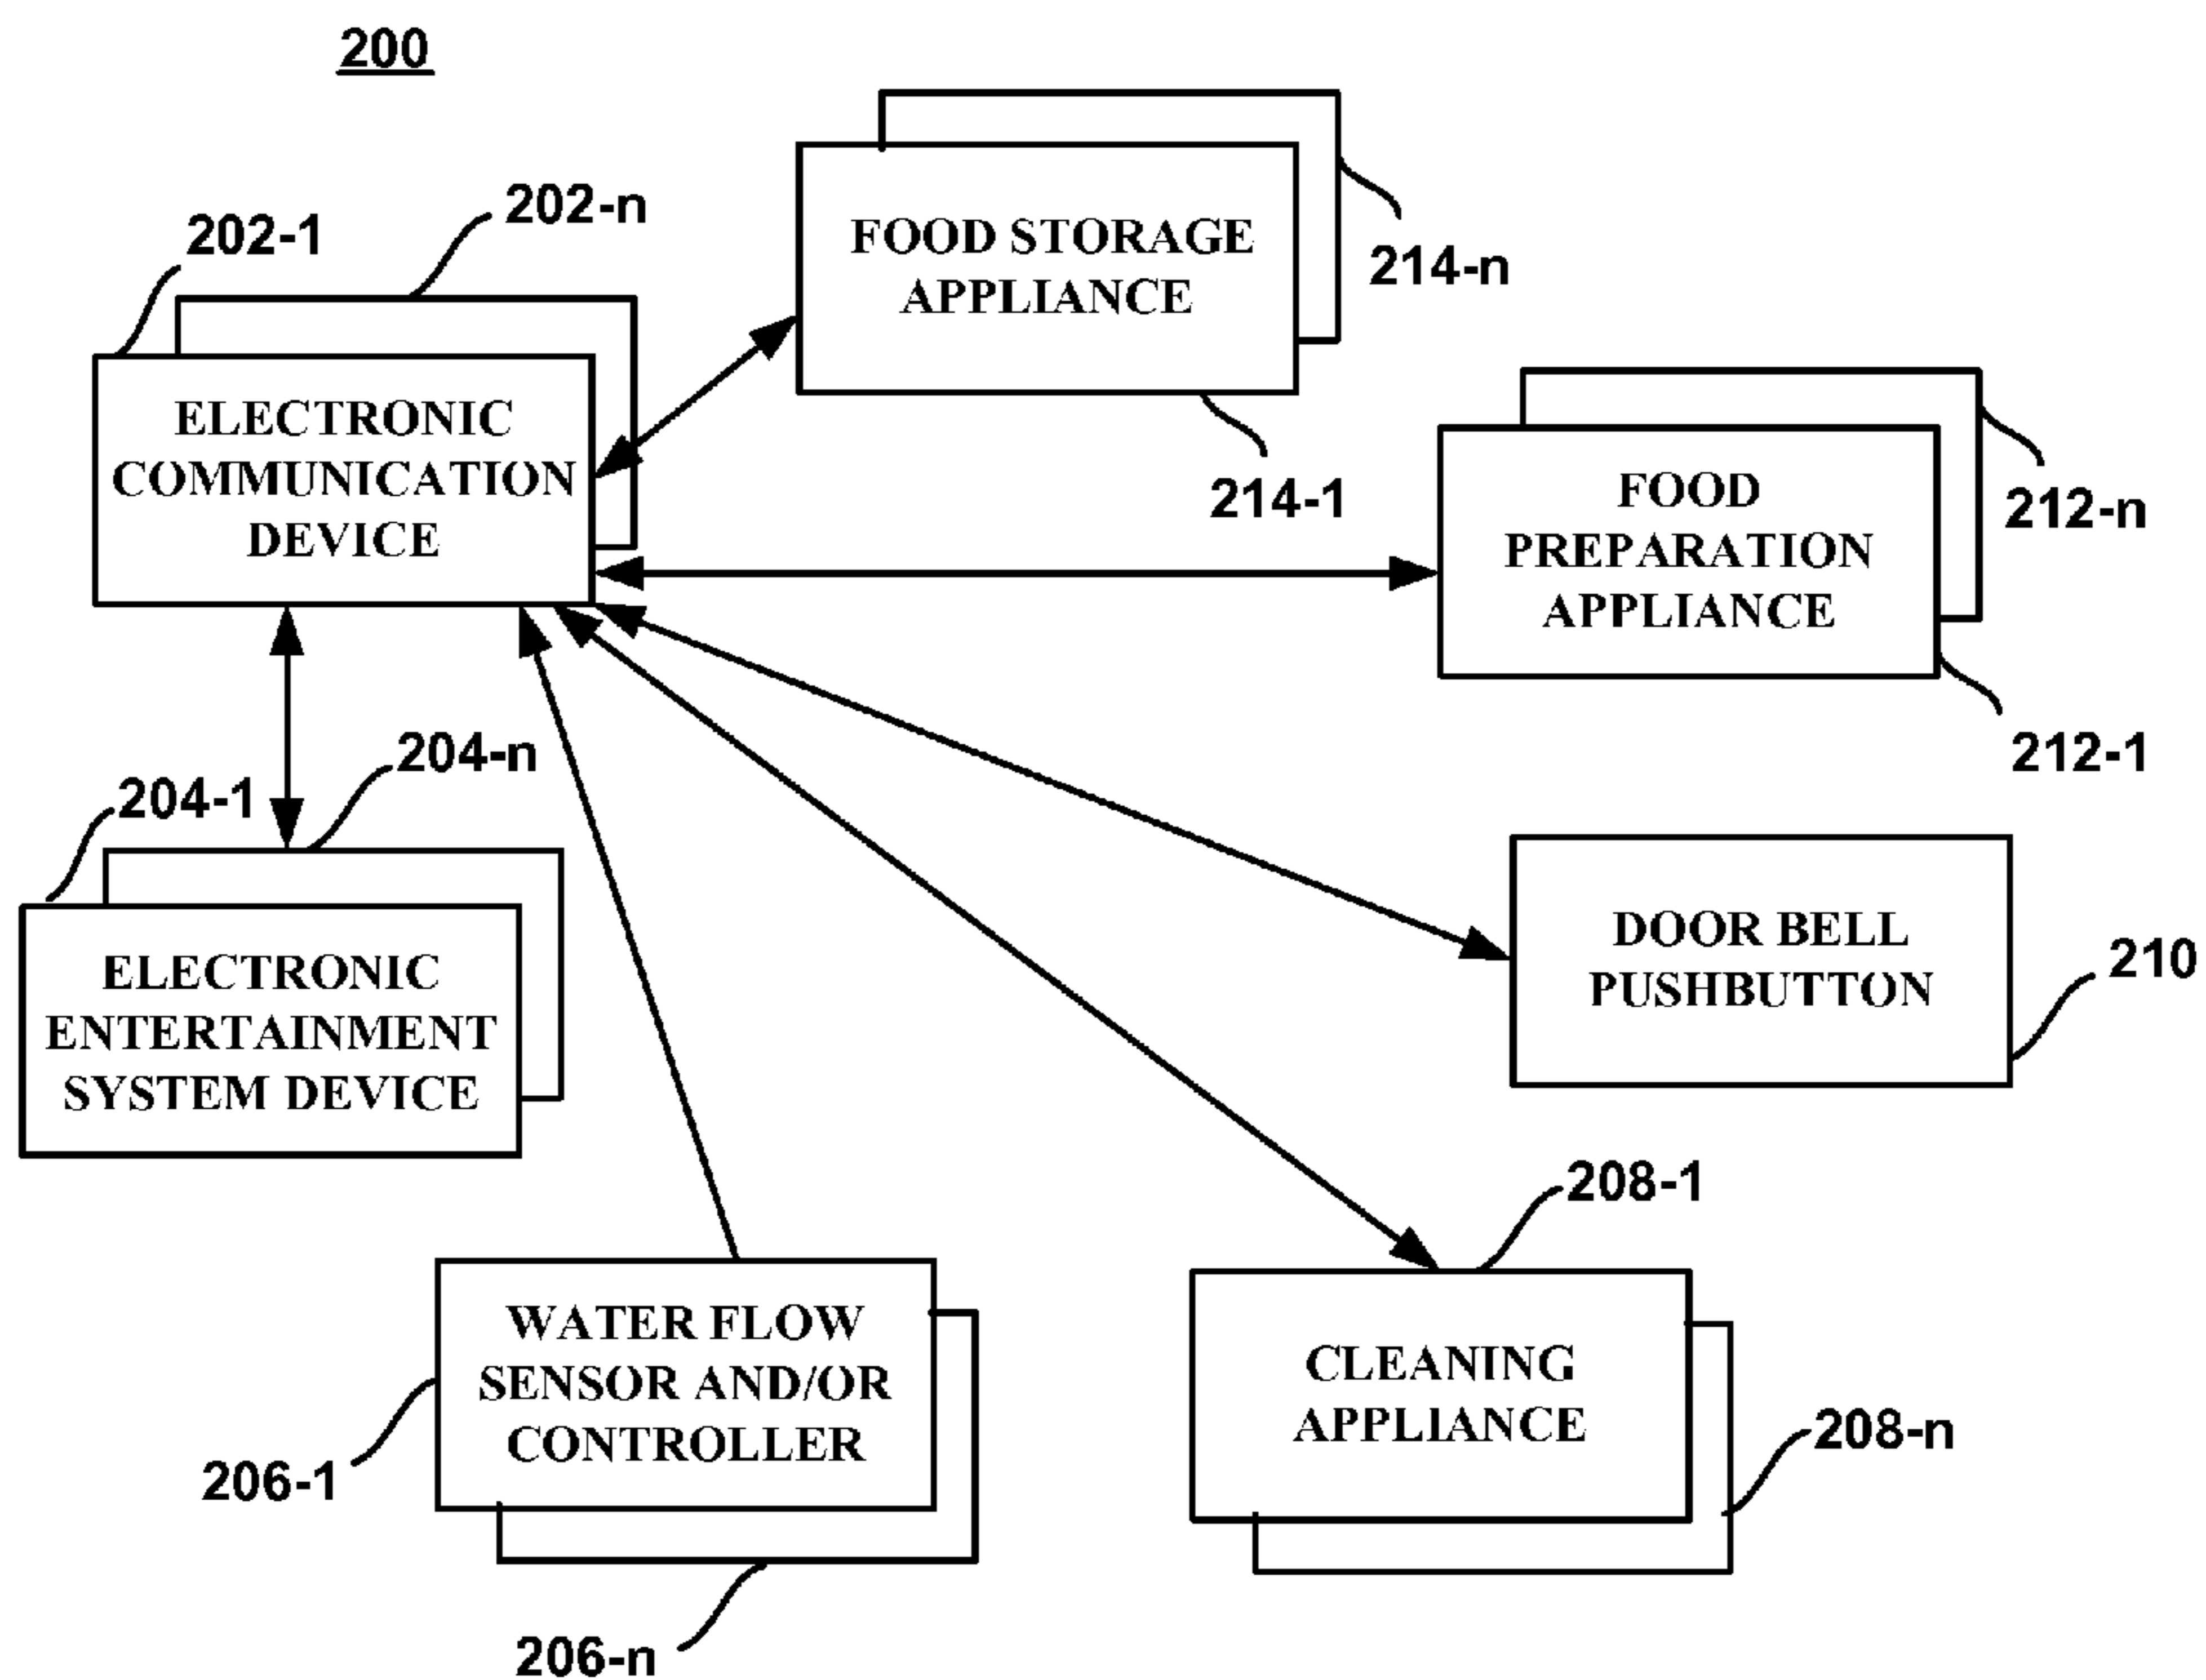 200
202-1
202-n
ELECTRONIC
COMMUNICATION
DEVICE
FOOD STORAGE
APPLIANCE
214-n
214-1
FOOD
PREPARATION
APPLIANCE
212-n
212-1
204-1
204-n
ELECTRONIC
ENTERTAINMENT
SYSTEM DEVICE
DOOR BELL
PUSHBUTTON
210
WATER FLOW
SENSOR AND/OR
CONTROLLER
206-1
206-n
208-1
CLEANING
APPLIANCE
208-n